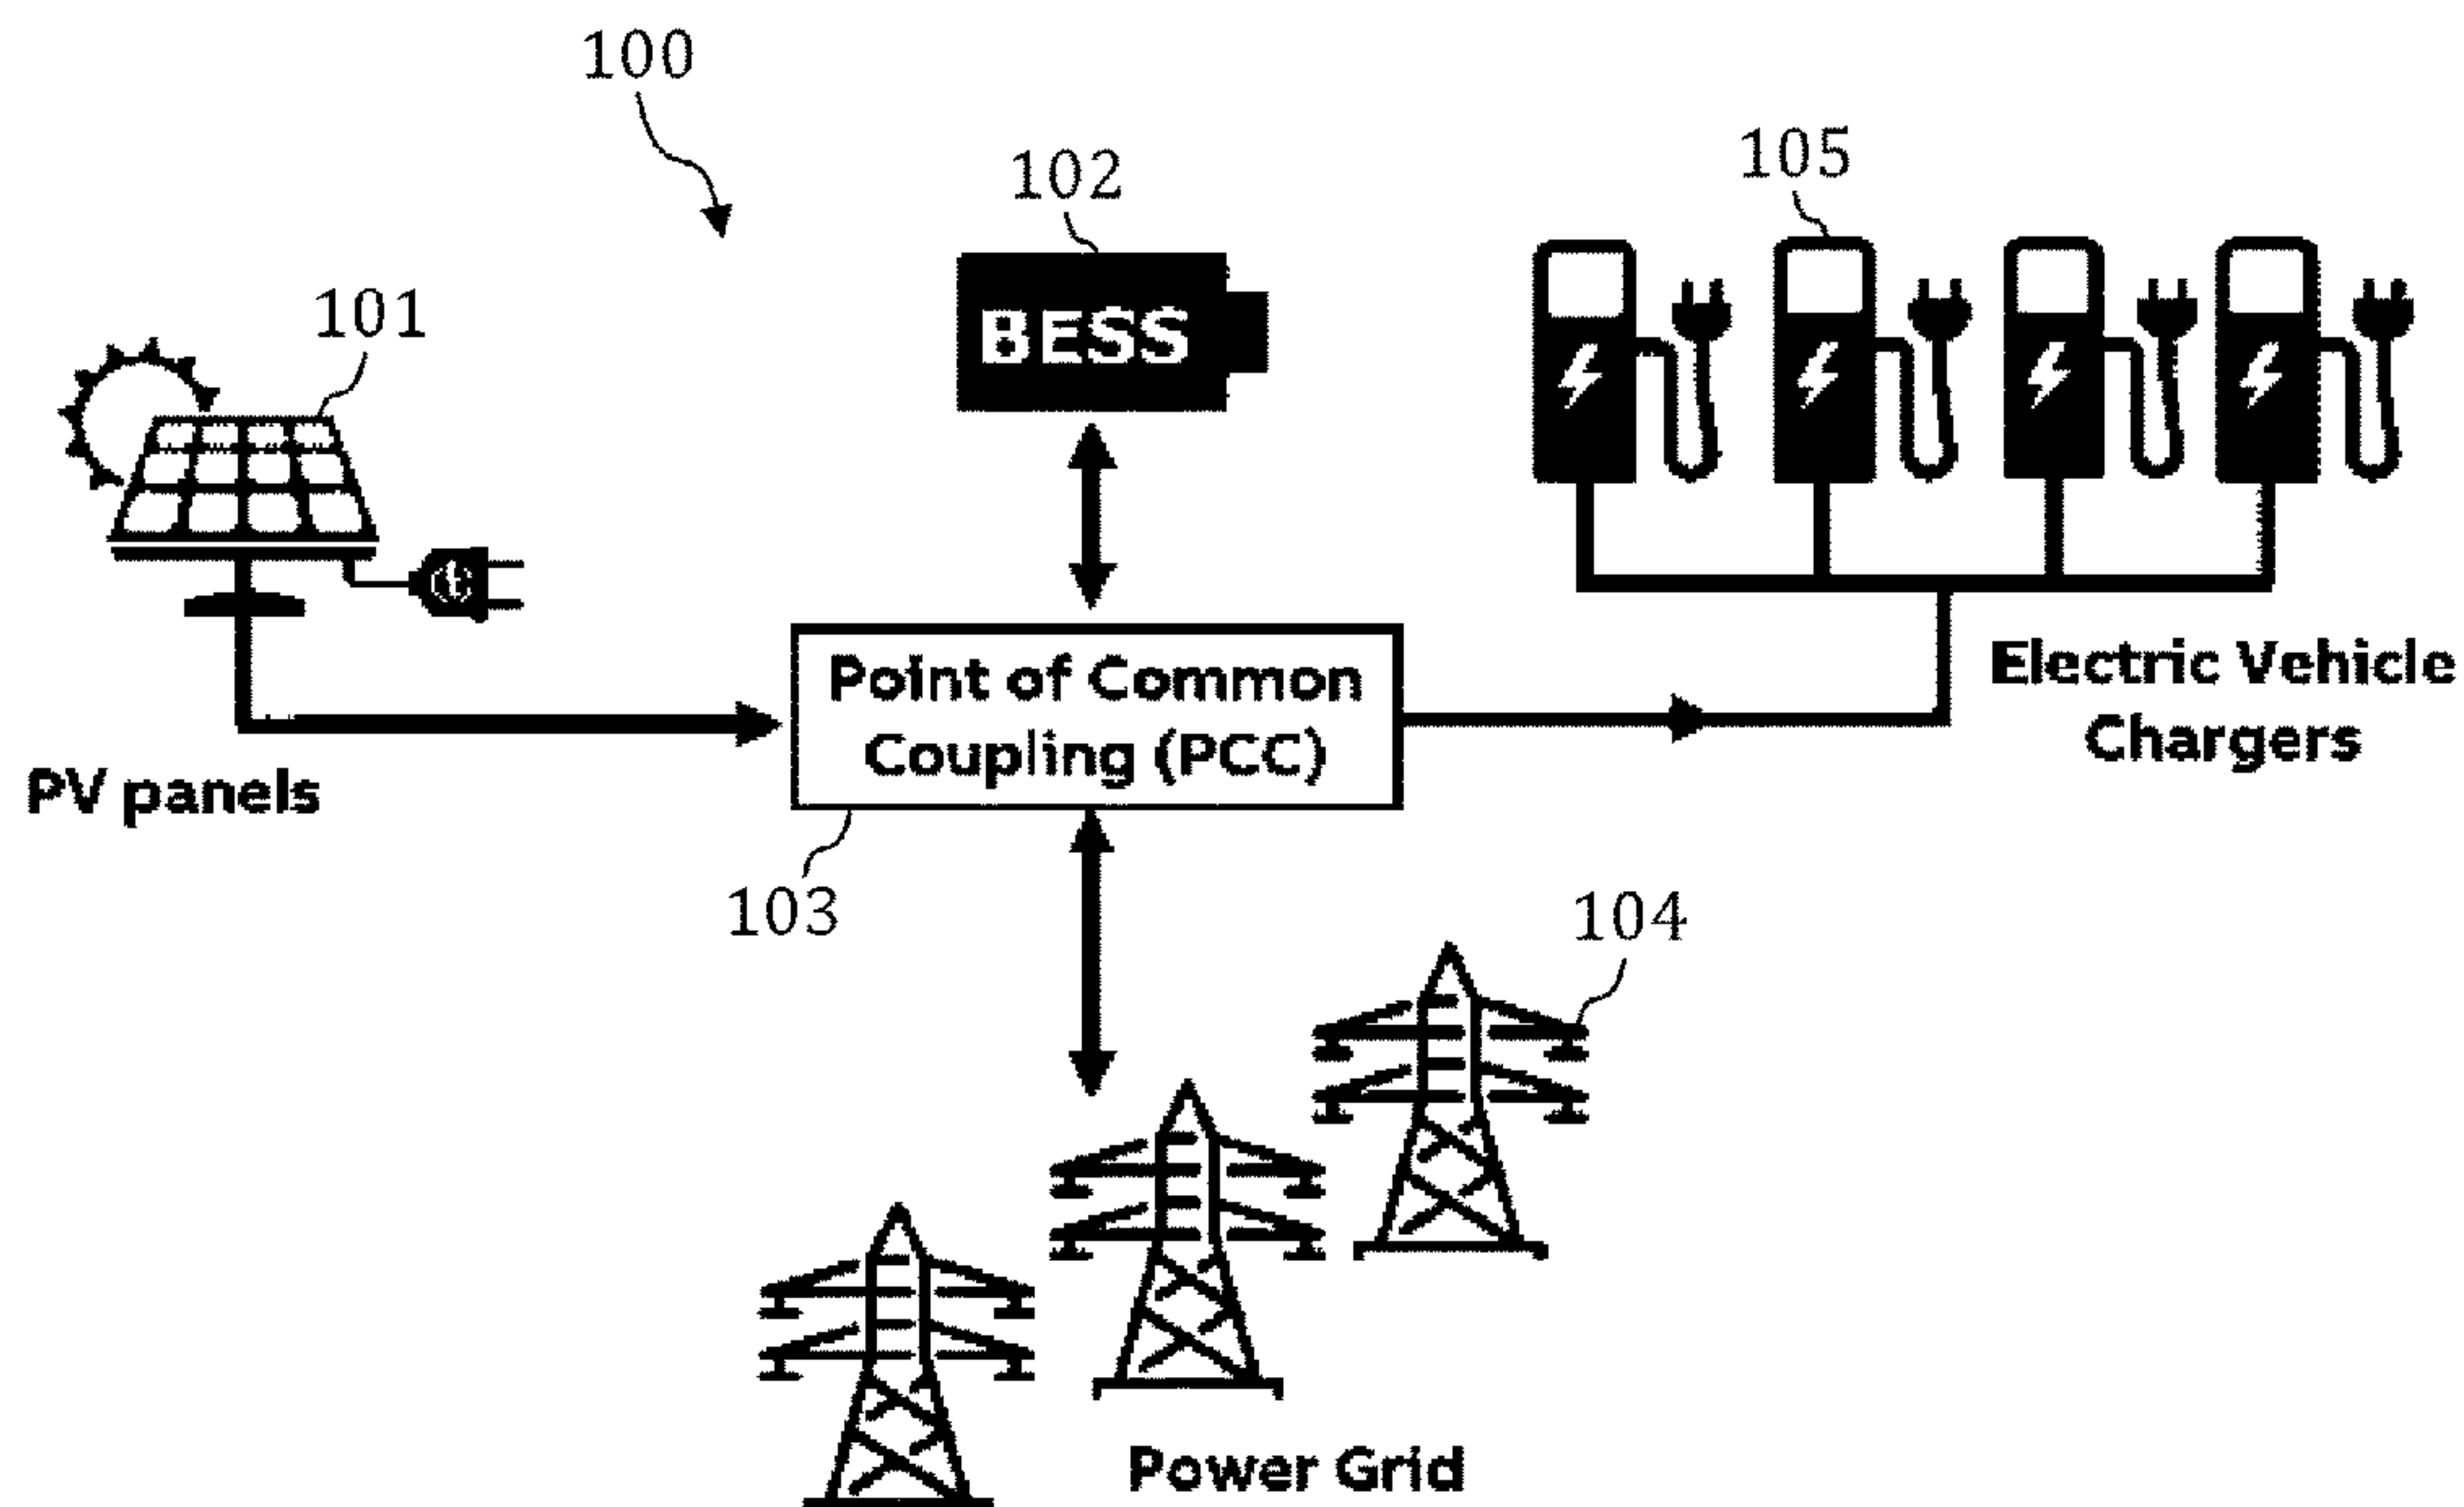 100
102
105
101
BESS
Point of Common
Coupling (PCC)
Electric Vehicle
Chargers
PV panels
103
104
Power Grid